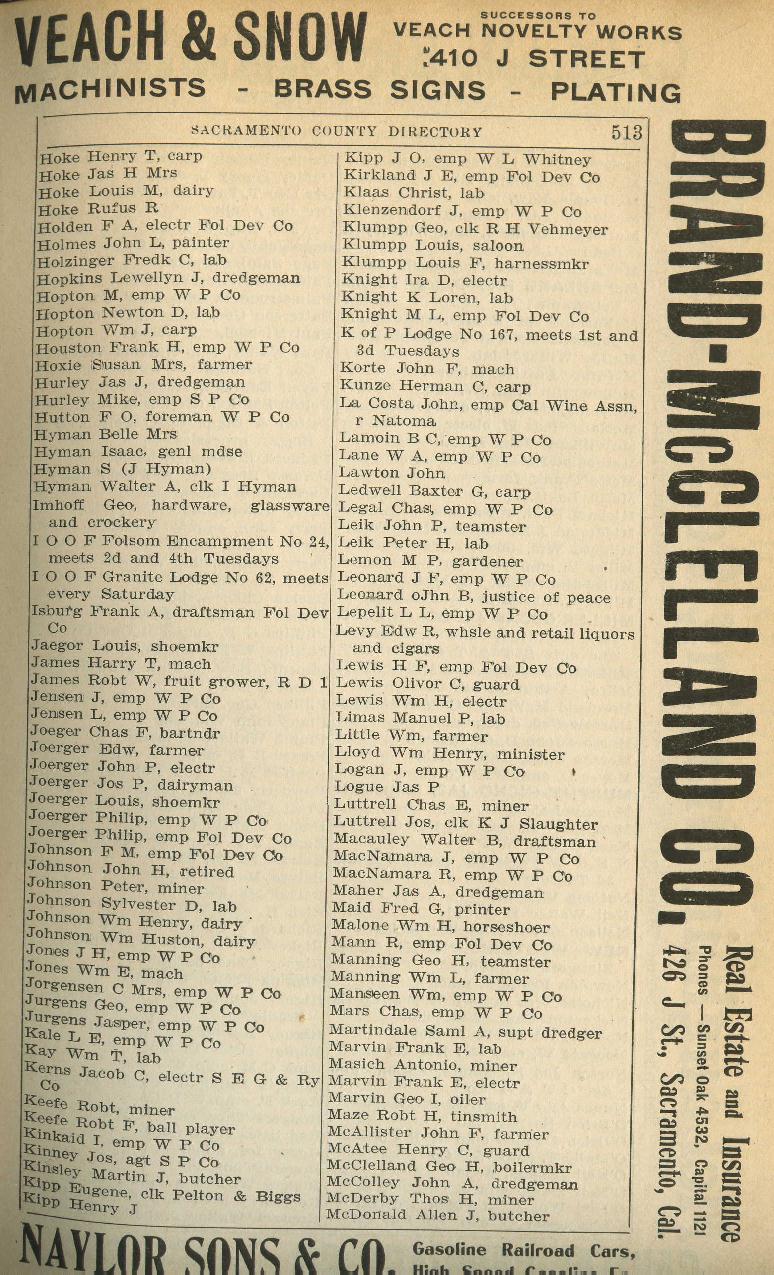 VEACH & SNOW
SUCCESSORS TO
VEACH NOVELTY WORKS
410 J STREET
MACHINISTS - BRASS SIGNS - PLATING
SACRAMENTO COUNTY DIRECTORY 513
Hoke Henry T, carp
Hoke Jas H Mrs
Hoke Louis M, dairy
Hoke Rufus R
Holden F A, electr Fol Dev Co
Holmes John L, painter
Holzinger Fredk C, lab
Hopkins Lewellyn J, dredgeman
Hopton M, emp W P Co
Hopton Newton D, lab
Hopton Wm J, carp
Houston Frank H, emp W P Co
Hoxie Susan Mrs, farmer
Hurley Jas J, dredgeman
Hurley Mike, emp S P Co
Hutton F O, foreman W P Co
Hyman Belle Mrs
Hyman Isaac, genl mdse
Hyman S (J Hyman)
Hyman Walter A, clk I Hyman
Imhoff Geo, hardware, glassware
and crockery
I O O F Folsom Encampment No 24,
meets 2d and 4th Tuesdays
I O O F Granite Lodge No 62, meets
every Saturday
Isburg Frank A, draftsman Fol Dev
Co
Jaegor Louis, shoemkr
James Harry T, mach
James Robt W, fruit grower, R D 1
Jensen J, emp W P Co
Jensen L, emp W P Co
Joeger Chas F, bartndr
Joerger Edw, farmer
Joerger John P, electr
Joerger Jos P, dairyman
Joerger Louis, shoemkr
Joerger Philip, emp W P Co
Joerger Philip, emp Fol Dev Co
Johnson F M, emp Fol Dev Co
Johnson John H, retired
Johnson Peter, miner
Johnson Sylvester D, lab
Johnson Wm Henry, dairy
Johnson Wm Huston, dairy
Jones J H, emp W P Co
Jones Wm E, mach
Jorgensen C Mrs, emp W P Co
Jurgens Geo, emp W P Co
Jurgens Jasper, emp W P Co
Kale L E, emp W P Co
Kay Wm T, lab
Kerns Jacob C, electr S E G & Ry
Co
Keefe Robt, miner
Keefe Robt F, ball player
Kinkaid I, emp W P Co
Kinney Jos, agt S P Co
Kinsley Martin J, butcher
Kipp Eugene, clk Pelton & Biggs
Kipp Henry J
Kipp J O, emp W L Whitney
Kirkland J E, emp Fol Dev Co
Klaas Christ, lab
Klenzendorf J, emp W P Co
Klumpp Geo, clk R H Vehmeyer
Klumpp Louis, saloon
Klumpp Louis F, harnessmkr
Knight Ira D, electr
Knight K Loren, lab
Knight M L, emp Fol Dev Co
K of P Lodge No 167, meets 1st and
3d Tuesdays
Korte John F, mach
Kunze Herman C, carp
La Costa John, emp Cal Wine Assn,
r Natoma
Lamoin B C, emp W P Co
Lane W A, emp W P Co
Lawton John
Ledwell Baxter G, carp
Legal Chas, emp W P Co
Leik John P, teamster
Leik Peter H, lab
Lemon M P, gardener
Leonard J F, emp W P Co
Leonard oJhn B, justice of peace
Lepelit L L, emp W P Co
Levy Edw R, whsle and retail liquors
and cigars
Lewis H F, emp Fol Dev Co
Lewis Olivor C, guard
Lewis Wm H, electr
Limas Manuel P, lab
Little Wm, farmer
Lloyd Wm Henry, minister
Logan J, emp W P Co
Logue Jas P
Luttrell Chas E, miner
Luttrell Jos, clk K J Slaughter
Macauley Walter B, draftsman
MacNamara J, emp W P Co
MacNamara R, emp W P Co
Maher Jas A, dredgeman
Maid Fred G, printer
Malone Wm H, horseshoer
Mann R, emp Fol Dev Co
Manning Geo H, teamster
Manning Wm L, farmer
Manseen Wm, emp W P Co
Mars Chas, emp W P Co
Martindale Saml A, supt dredger
Marvin Frank E, lab
Masich Antonio, miner
Marvin Frank E, electr
Marvin Geo I, oiler
Maze Robt H, tinsmith
McAllister John F, farmer
McAtee Henry C, guard
McClelland Geo H, boilermkr
McColley John A, dredgeman
McDerby Thos H, miner
McDonald Allen J, butcher
BRAND-McCLELLAND CO.
Real Estate and Insurance
Phones — Sunset Oak 4532, Capital 1121
426 J St., Sacramento, Cal.
NAYLOR SONS & CO.
Gasoline Railroad Cars,
High Speed